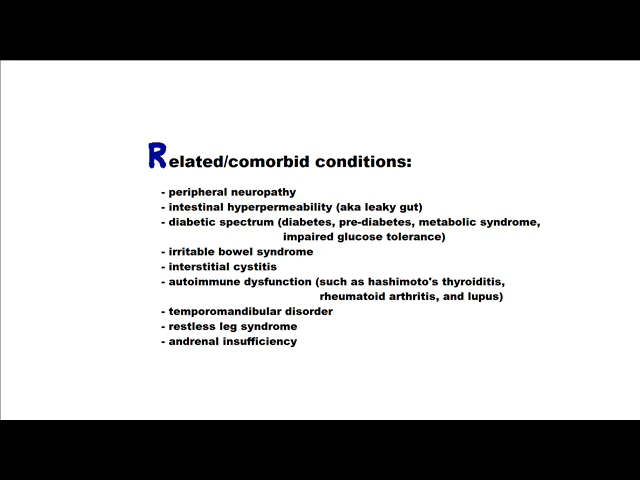 Related/comorbid conditions:
- peripheral neuropathy
- intestinal hyperpermeability (aka leaky gut)
- diabetic spectrum (diabetes, pre-diabetes, metabolic syndrome,
impaired glucose tolerance)
- irritable bowel syndrome
- interstitial cystitis
- autoimmune dysfunction (such as hashimoto's thyroiditis,
rheumatoid arthritis, and lupus)
- temporomandibular disorder
- restless leg syndrome
- andrenal insufficiency